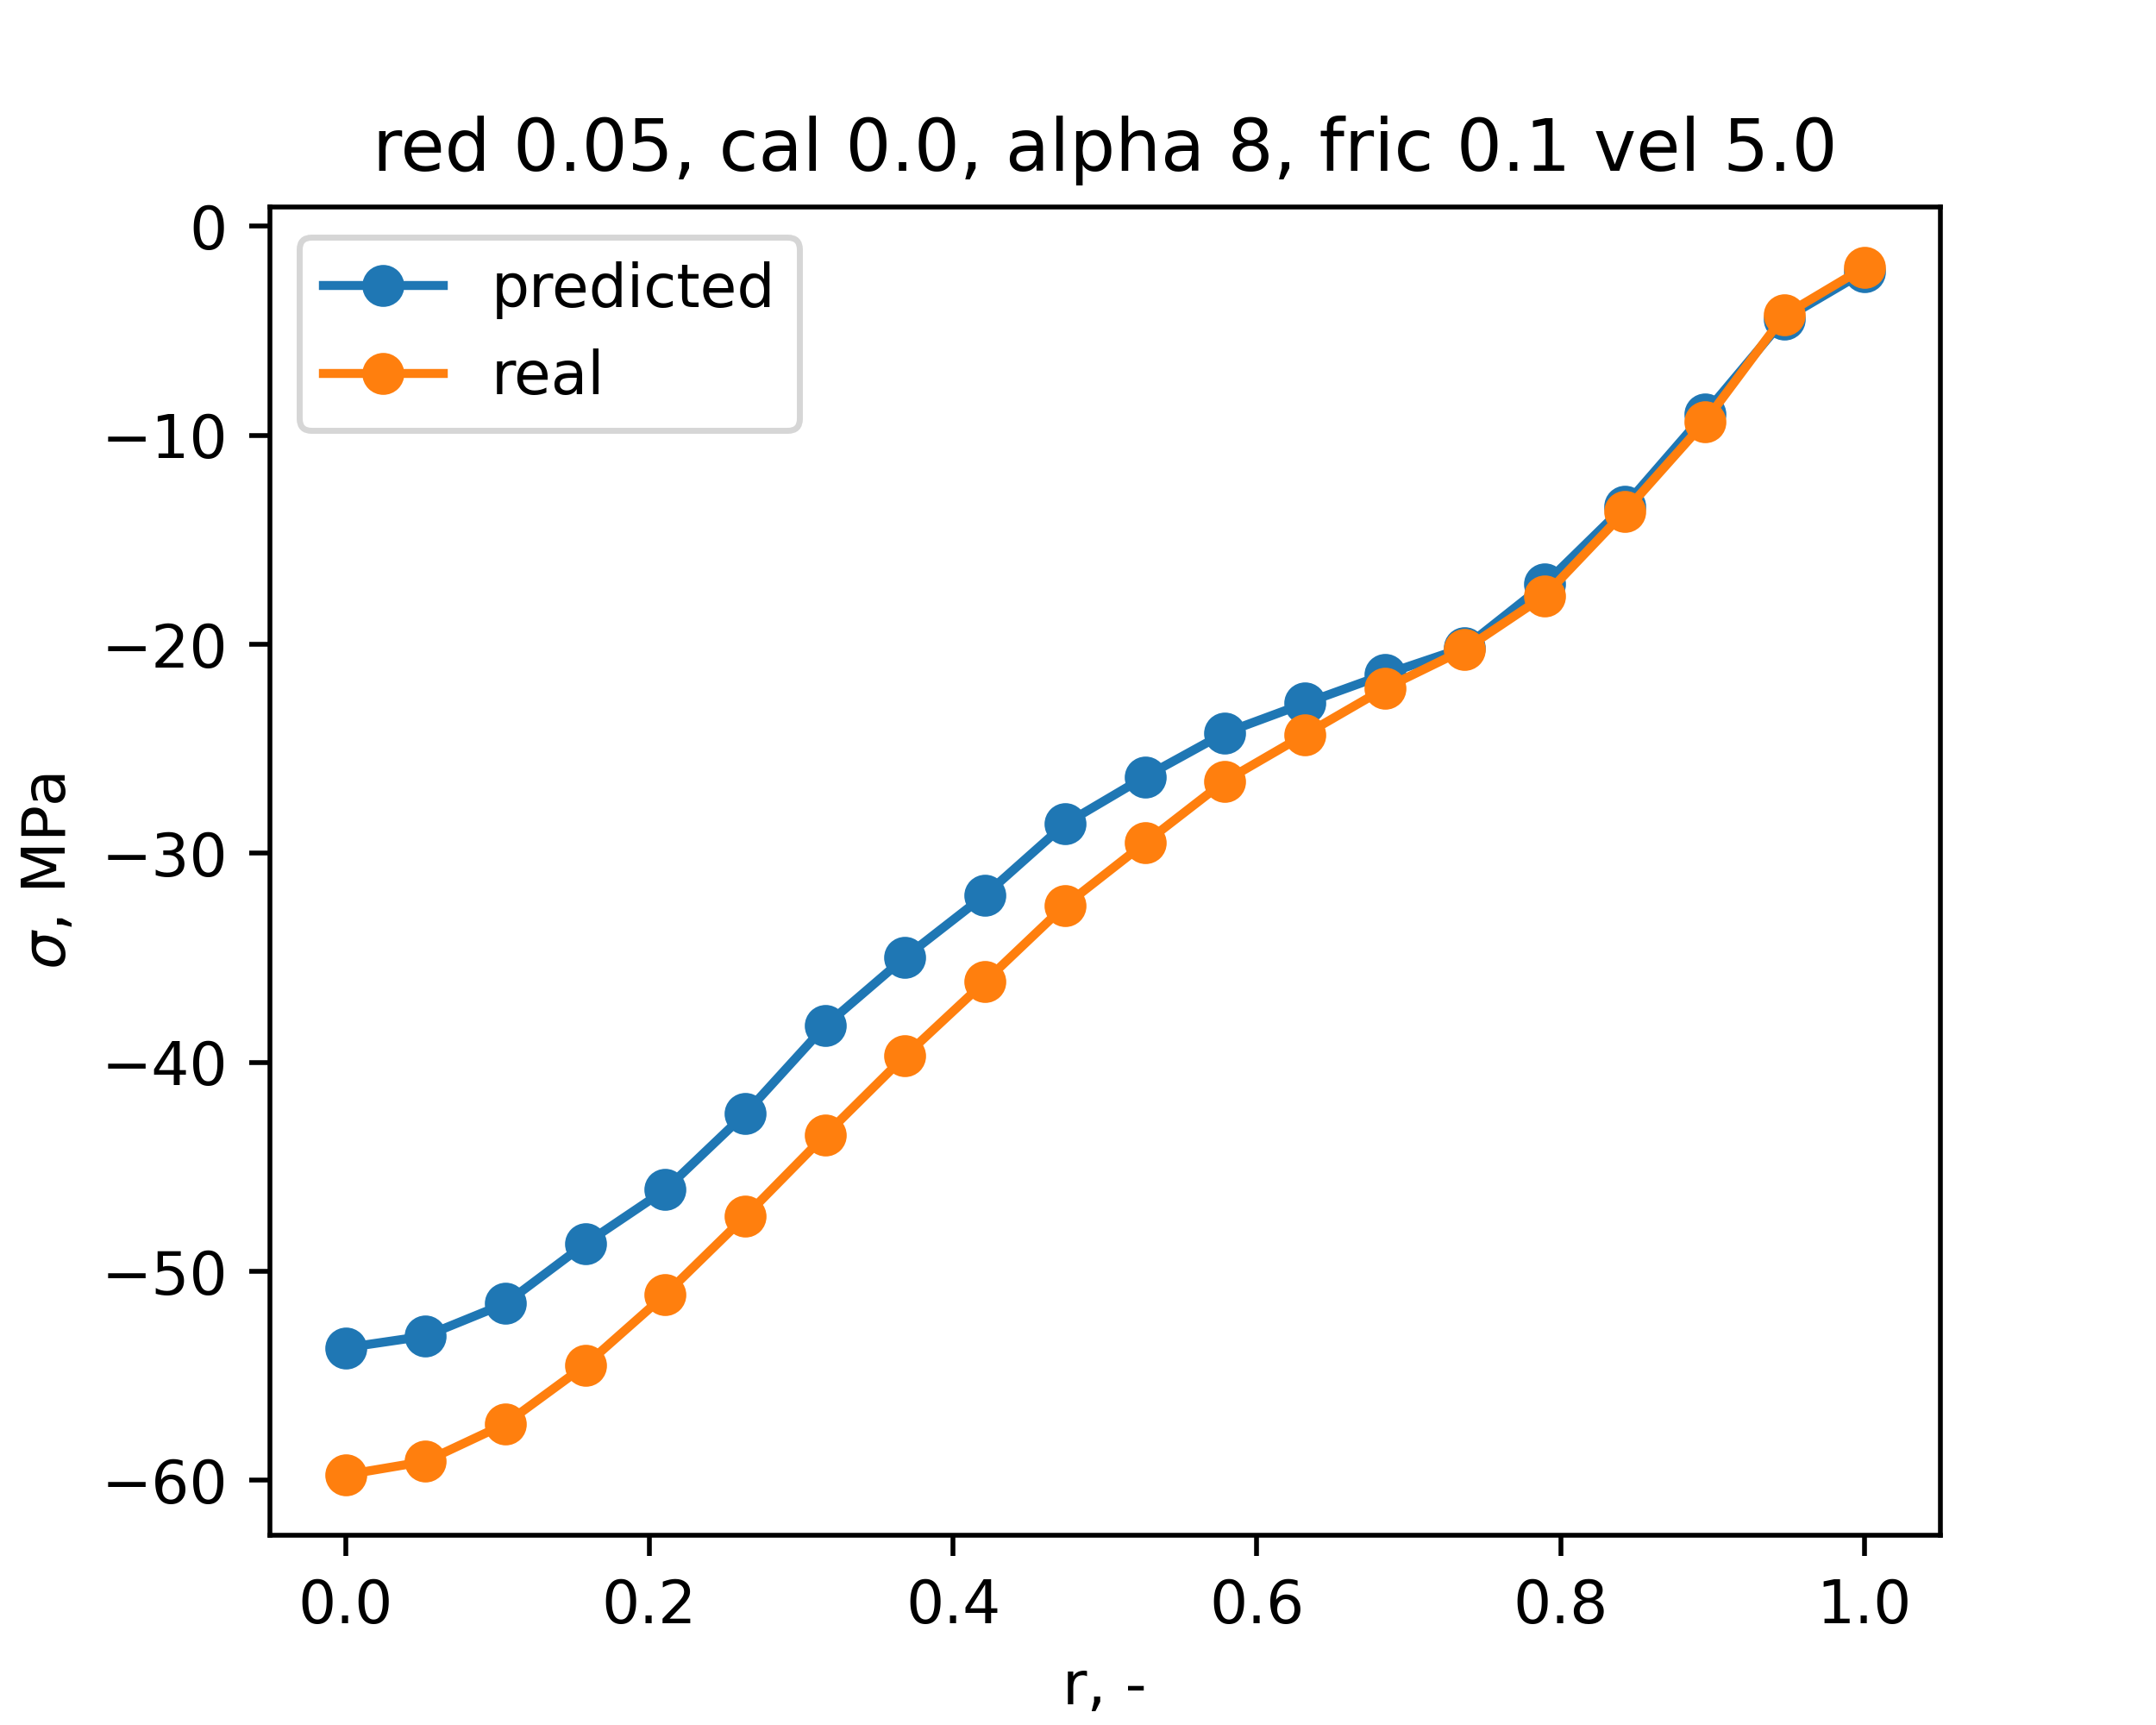 red 0.05, cal 0.0, alpha 8, fric 0.1 vel 5.0
predicted
real
0
−10
−20
−30
−40
−50
−60
σ, MPa
0.0 0.2 0.4 0.6 0.8 1.0
r, -